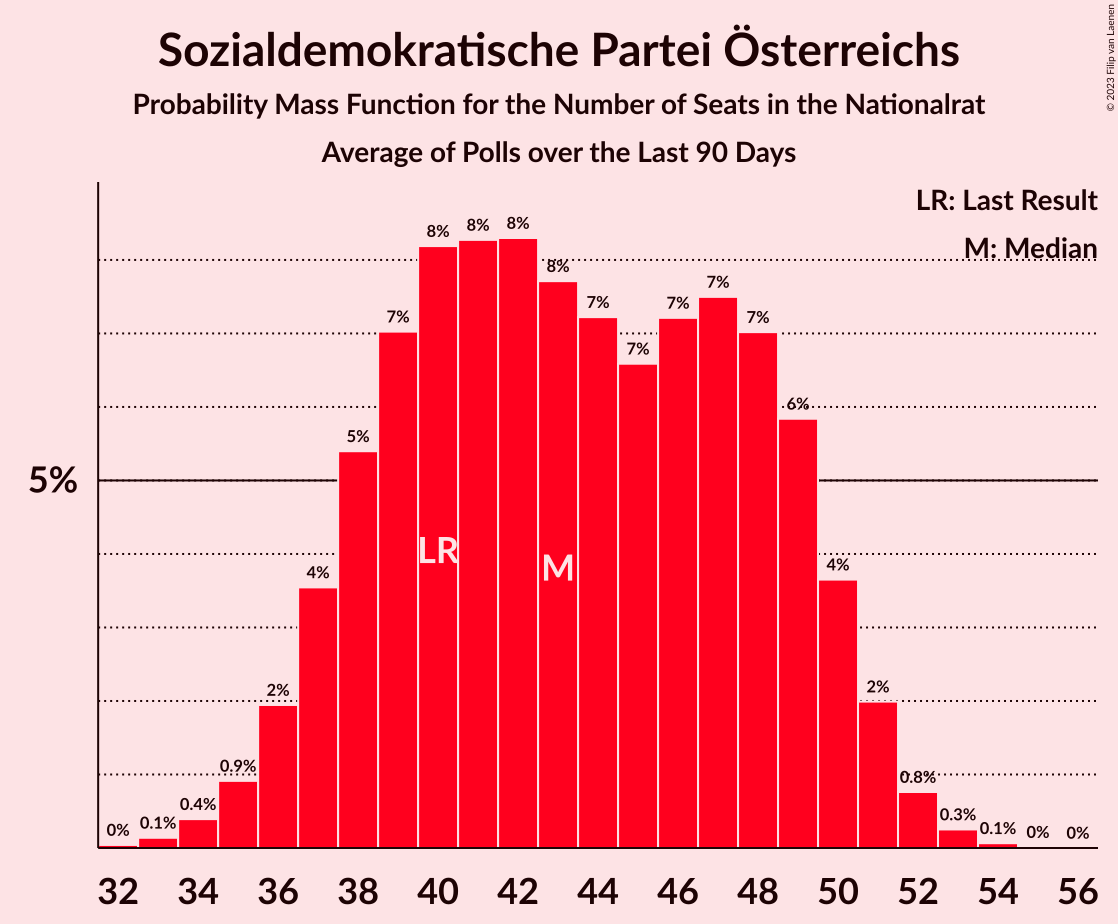 Sozialdemokratische Partei Österreichs
Probability Mass Function for the Number of Seats in the Nationalrat
Average of Polls over the Last 90 Days
© 2023 Filip van Laenen
LR: Last Result
M: Median
5%
0% 0.1% 0.4% 0.9% 2% 4% 5% 7% 8% 8% 8% 8% 7% 7% 7% 7% 7% 6% 4% 2% 0.8% 0.3% 0.1% 0% 0%
LR M
32 34 36 38 40 42 44 46 48 50 52 54 56